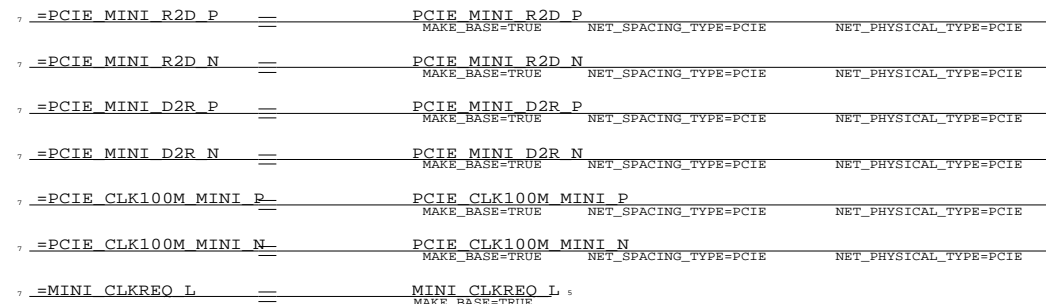 7 =PCIE_MINI_R2D_P PCIE_MINI_R2D_P
MAKE_BASE=TRUE NET_SPACING_TYPE=PCIE NET_PHYSICAL_TYPE=PCIE
7 =PCIE_MINI_R2D_N PCIE_MINI_R2D_N
MAKE_BASE=TRUE NET_SPACING_TYPE=PCIE NET_PHYSICAL_TYPE=PCIE
7 =PCIE_MINI_D2R_P PCIE_MINI_D2R_P
MAKE_BASE=TRUE NET_SPACING_TYPE=PCIE NET_PHYSICAL_TYPE=PCIE
7 =PCIE_MINI_D2R_N PCIE_MINI_D2R_N
MAKE_BASE=TRUE NET_SPACING_TYPE=PCIE NET_PHYSICAL_TYPE=PCIE
7 =PCIE_CLK100M_MINI_P PCIE_CLK100M_MINI_P
MAKE_BASE=TRUE NET_SPACING_TYPE=PCIE NET_PHYSICAL_TYPE=PCIE
7 =PCIE_CLK100M_MINI_N PCIE_CLK100M_MINI_N
MAKE_BASE=TRUE NET_SPACING_TYPE=PCIE NET_PHYSICAL_TYPE=PCIE
7 =MINI_CLKREQ_L MINI_CLKREQ_L 5
MAKE_BASE=TRUE